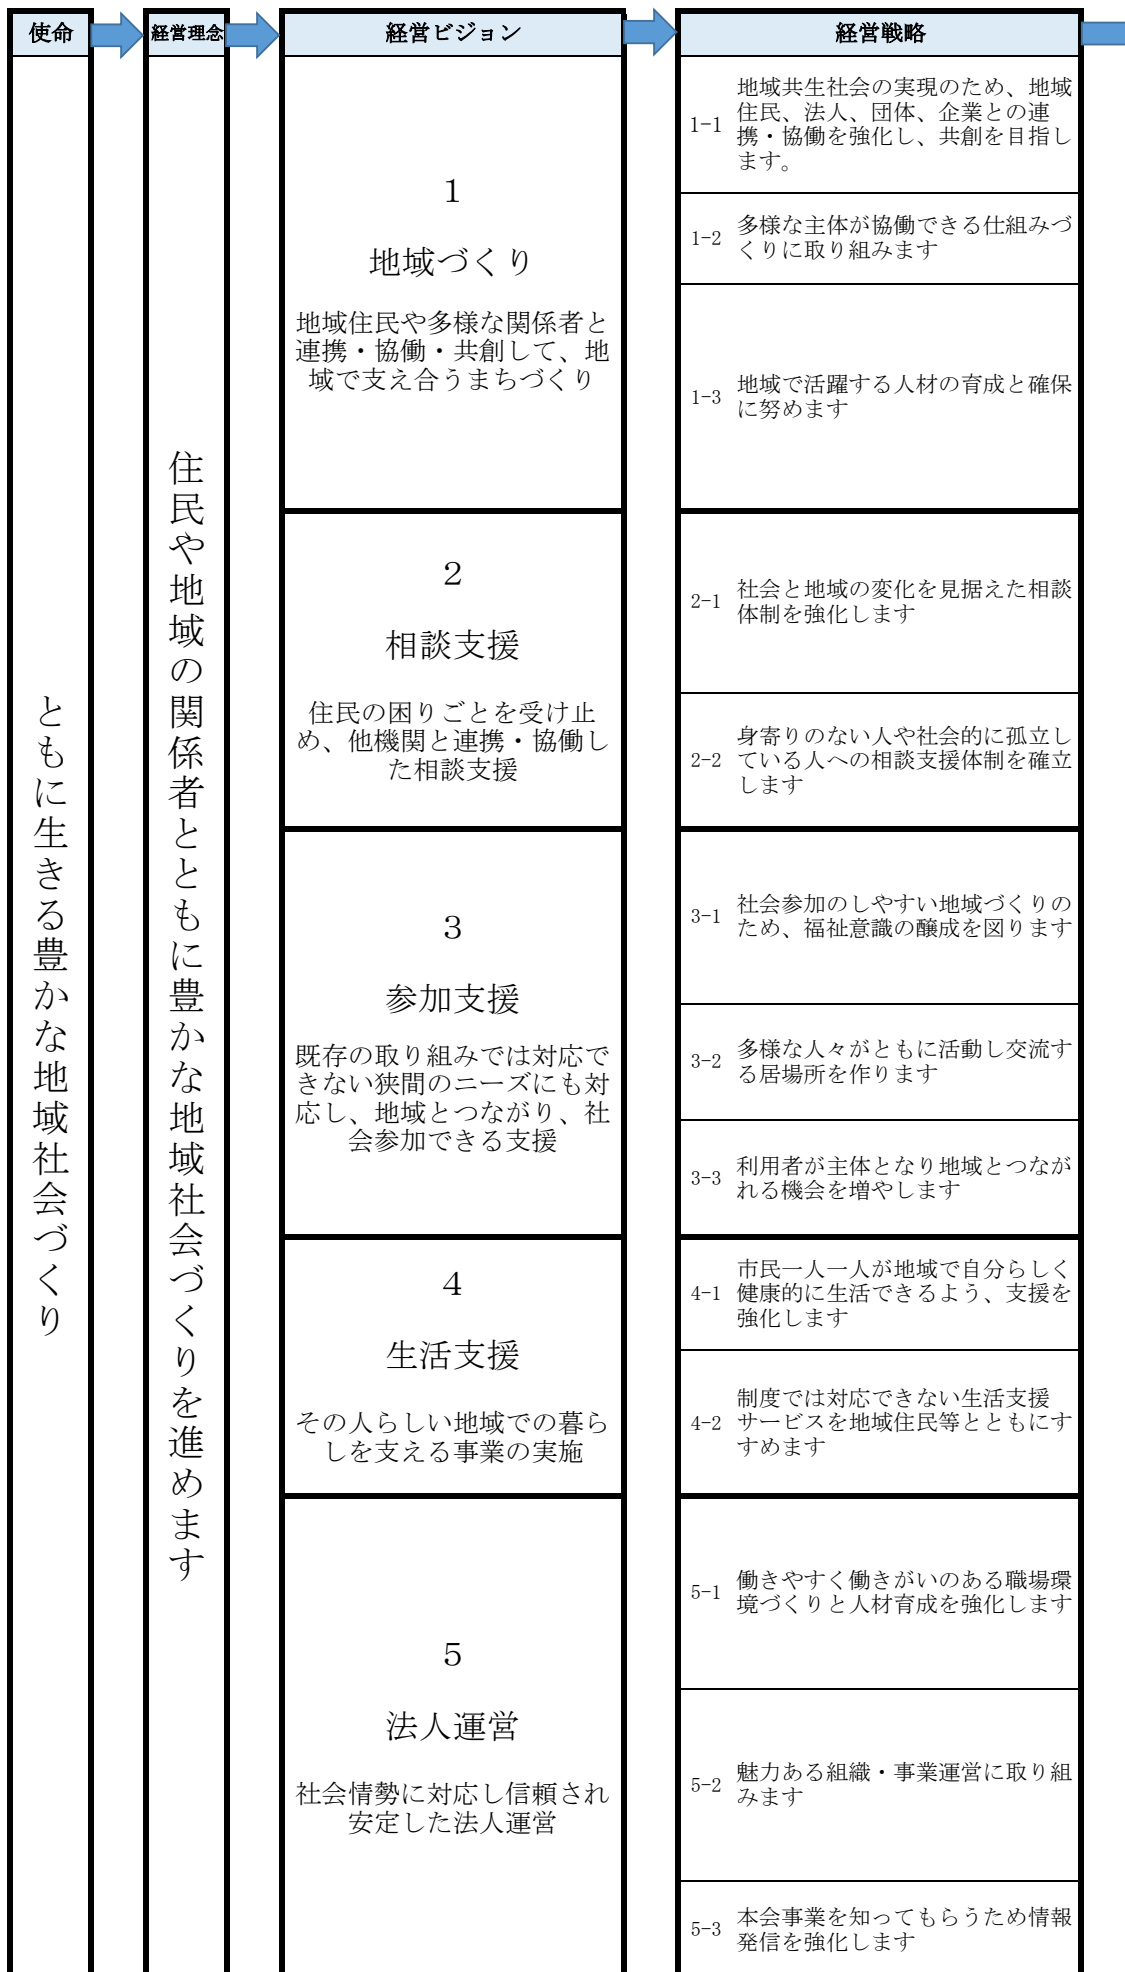 使命
経営理念
経営ビジョン
経営戦略
ともに生きる豊かな地域社会づくり
住民や地域の関係者とともに豊かな地域社会づくりを進めます
1
地域づくり
地域住民や多様な関係者と
連携・協働・共創して、地
域で支え合うまちづくり
1-1
地域共生社会の実現のため、地域
住民、法人、団体、企業との連
携・協働を強化し、共創を目指し
ます。
1-2
多様な主体が協働できる仕組みづ
くりに取り組みます
1-3
地域で活躍する人材の育成と確保
に努めます
2
相談支援
住民の困りごとを受け止
め、他機関と連携・協働し
た相談支援
2-1
社会と地域の変化を見据えた相談
体制を強化します
2-2
身寄りのない人や社会的に孤立し
ている人への相談支援体制を確立
します
3
参加支援
既存の取り組みでは対応で
きない狭間のニーズにも対
応し、地域とつながり、社
会参加できる支援
3-1
社会参加のしやすい地域づくりの
ため、福祉意識の醸成を図ります
3-2
多様な人々がともに活動し交流す
る居場所を作ります
3-3
利用者が主体となり地域とつなが
れる機会を増やします
4
生活支援
その人らしい地域での暮ら
しを支える事業の実施
4-1
市民一人一人が地域で自分らしく
健康的に生活できるよう、支援を
強化します
4-2
制度では対応できない生活支援
サービスを地域住民等とともにす
すめます
5
法人運営
社会情勢に対応し信頼され
安定した法人運営
5-1
働きやすく働きがいのある職場環
境づくりと人材育成を強化します
5-2
魅力ある組織・事業運営に取り組
みます
5-3
本会事業を知ってもらうため情報
発信を強化します